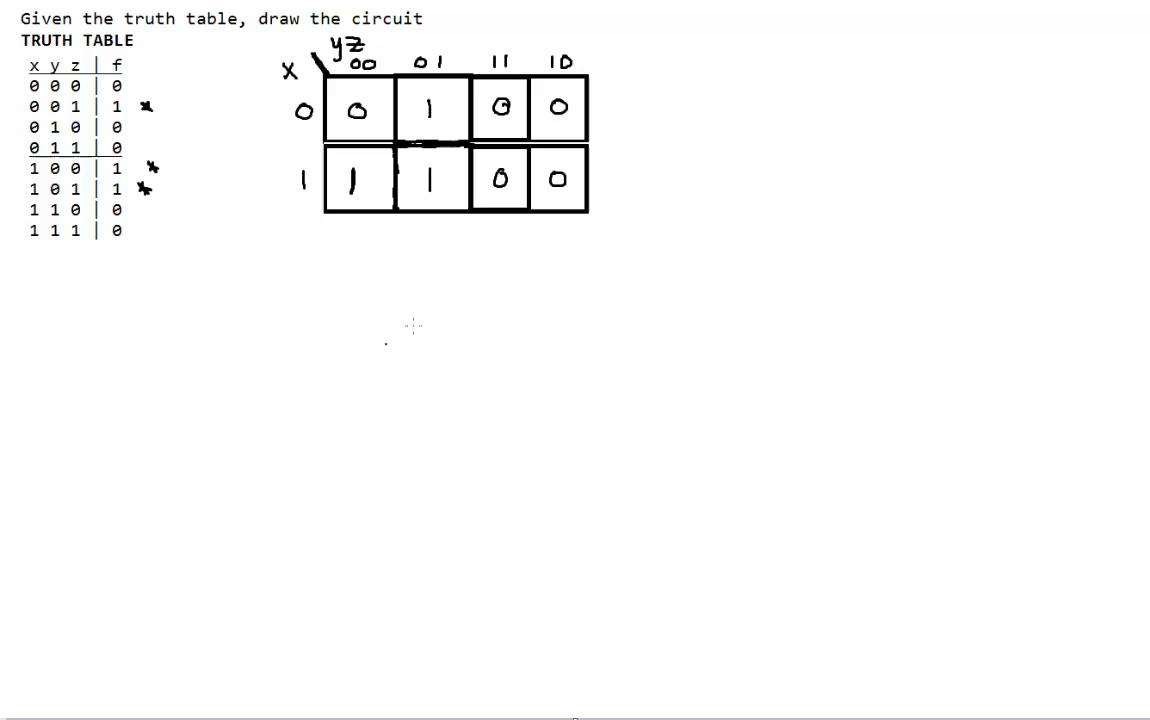 Given the truth table, draw the circuit
TRUTH TABLE
x y z | f
0 0 0 | 0
0 0 1 | 1 *
0 1 0 | 0
0 1 1 | 0
1 0 0 | 1 *
1 0 1 | 1 *
1 1 0 | 0
1 1 1 | 0
yz
x \ 00 01 11 10
0 0 1 0 0
1 1 1 0 0